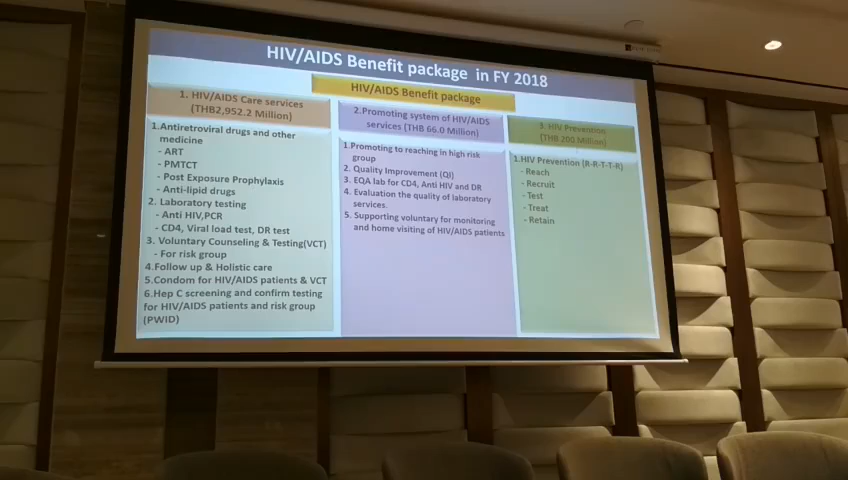 HIV/AIDS Benefit package in FY 2018
HIV/AIDS Benefit package
1. HIV/AIDS Care services
(THB2,952.2 Million)
1.Antiretroviral drugs and other
medicine
- ART
- PMTCT
- Post Exposure Prophylaxis
- Anti-lipid drugs
2. Laboratory testing
- Anti HIV,PCR
- CD4, Viral load test, DR test
3. Voluntary Counseling & Testing(VCT)
- For risk group
4.Follow up & Holistic care
5.Condom for HIV/AIDS patients & VCT
6.Hep C screening and confirm testing
for HIV/AIDS patients and risk group
(PWID)
2.Promoting system of HIV/AIDS
services (THB 66.0 Million)
1.Promoting to reaching in high risk
group
2. Quality Improvement (QI)
3. EQA lab for CD4, Anti HIV and DR
4. Evaluation the quality of laboratory
services.
5. Supporting voluntary for monitoring
and home visiting of HIV/AIDS patients
3. HIV Prevention
(THB 200 Million)
1.HIV Prevention (R-R-T-T-R)
- Reach
- Recruit
- Test
- Treat
- Retain